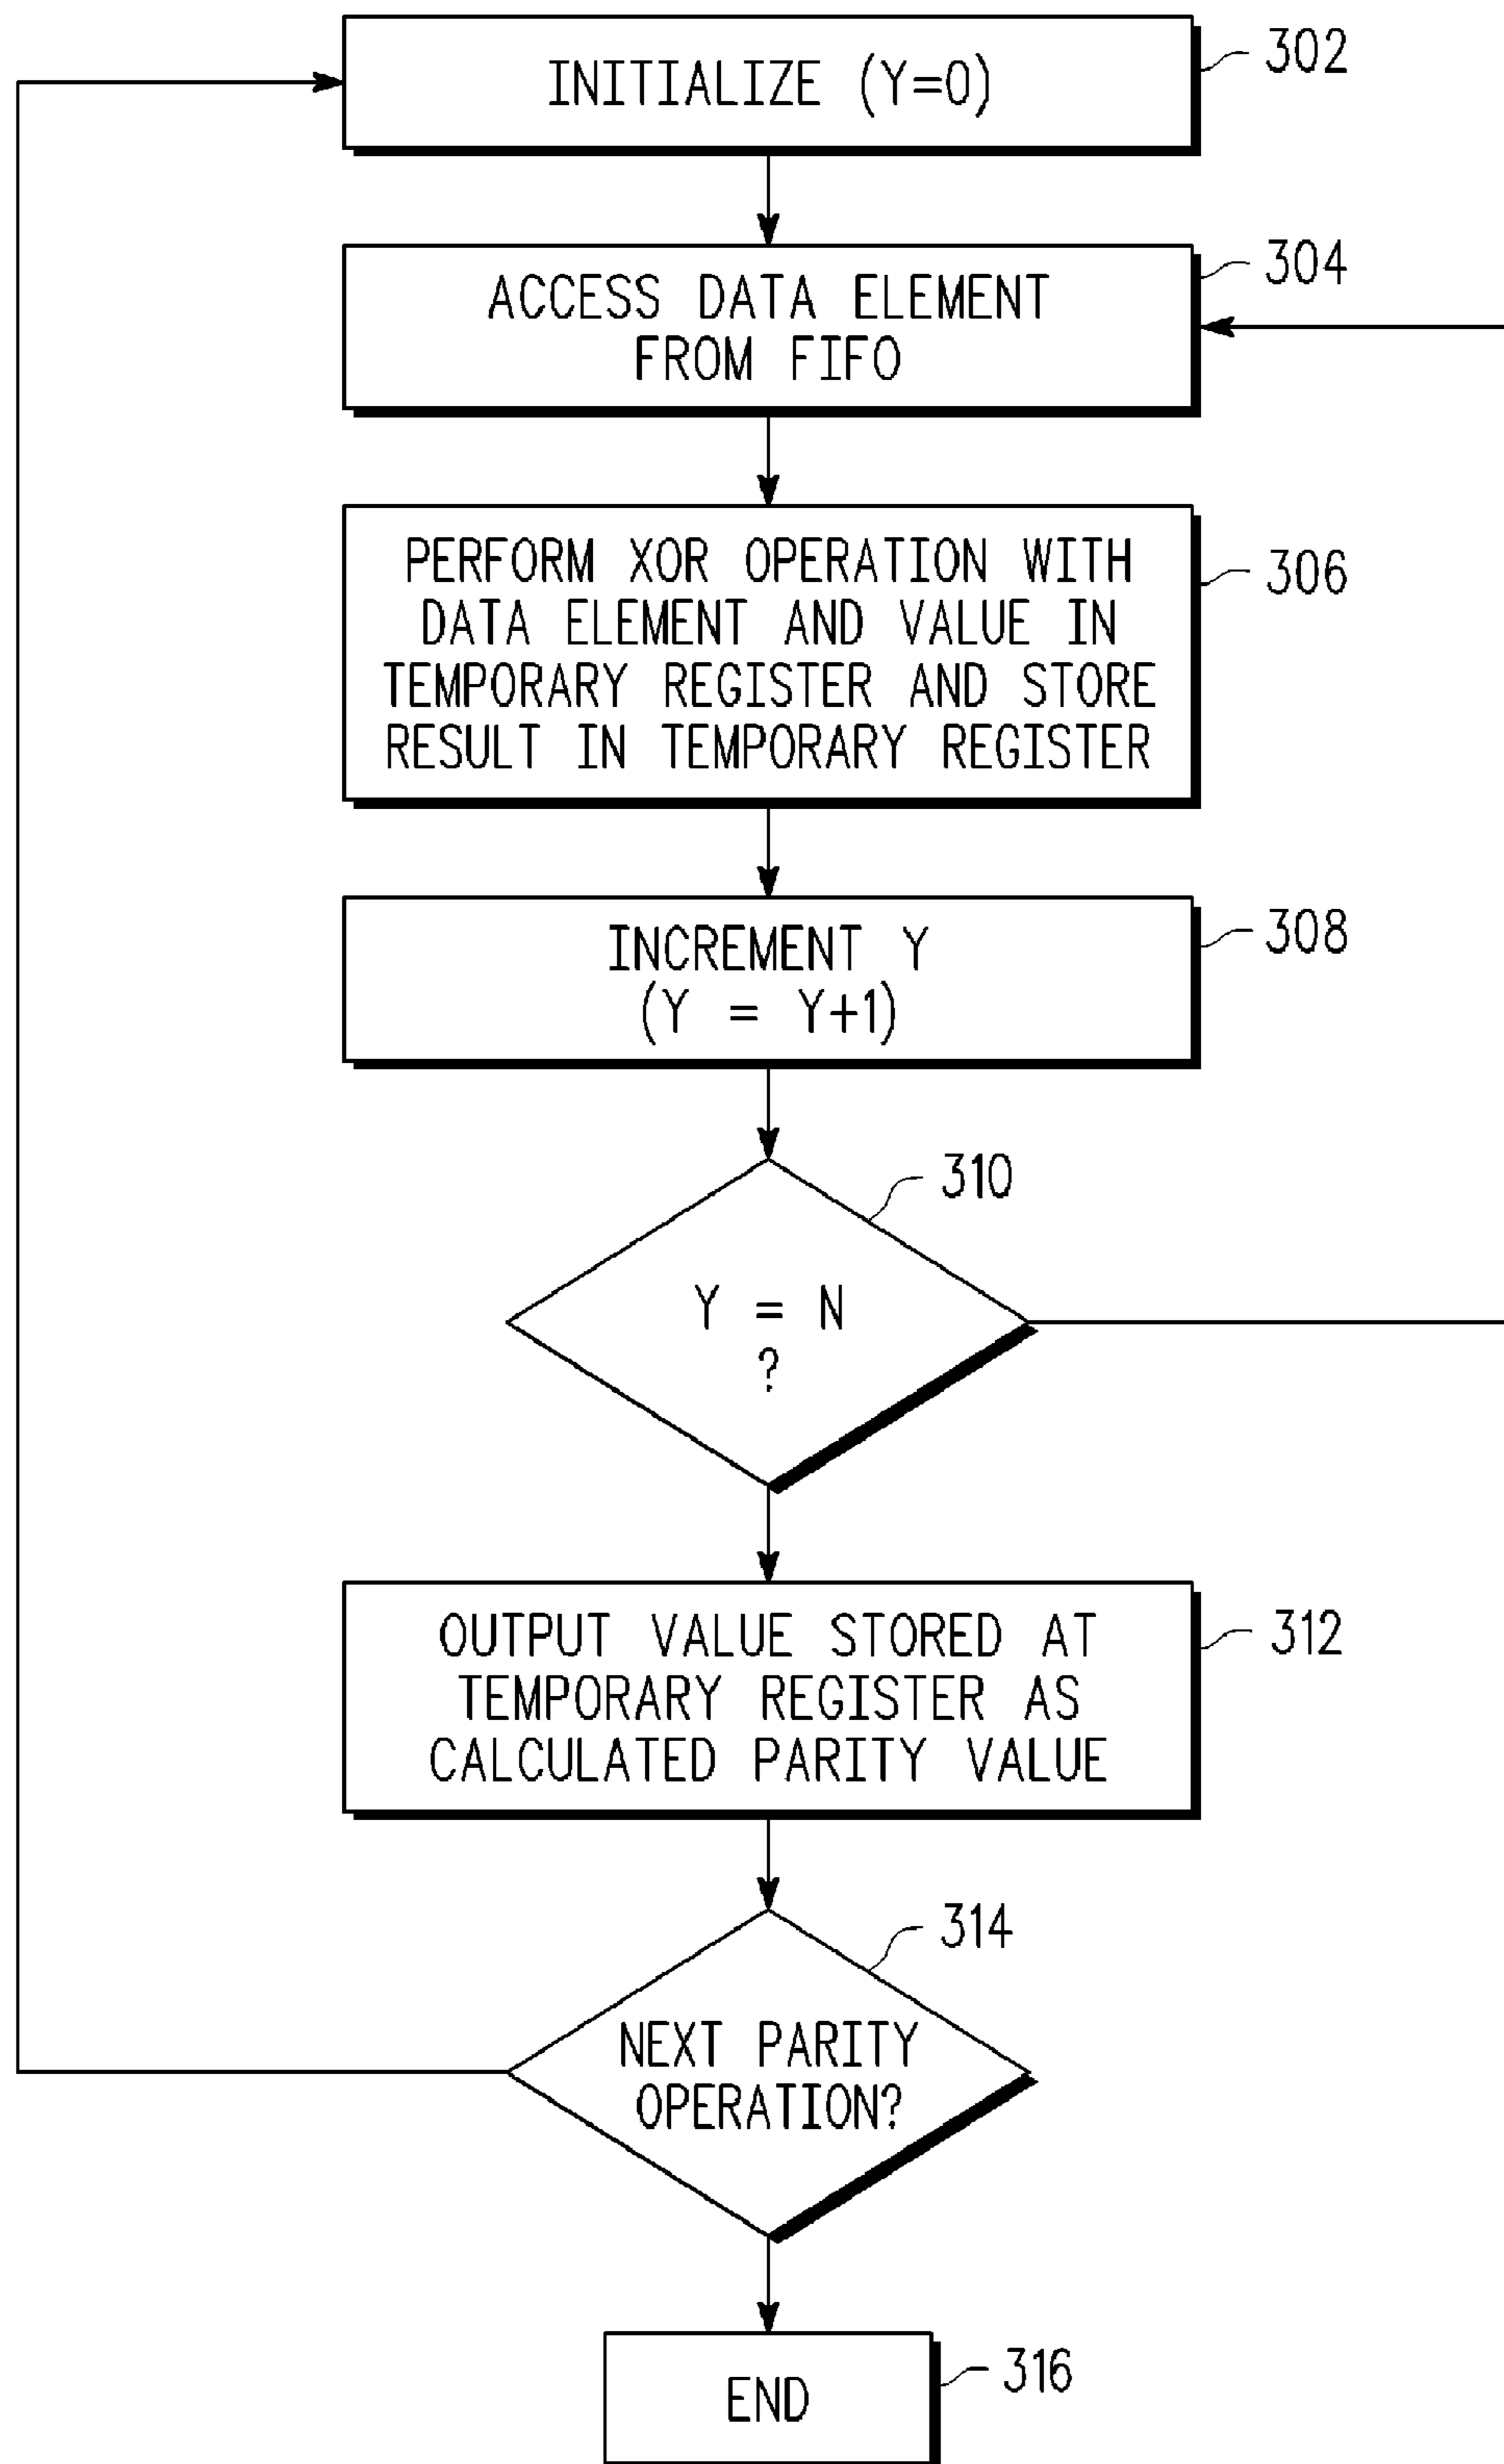 INITIALIZE (Y=0)
302
ACCESS DATA ELEMENT
FROM FIFO
304
PERFORM XOR OPERATION WITH
DATA ELEMENT AND VALUE IN
TEMPORARY REGISTER AND STORE
RESULT IN TEMPORARY REGISTER
306
INCREMENT Y
(Y = Y+1)
308
310
Y = N
?
OUTPUT VALUE STORED AT
TEMPORARY REGISTER AS
CALCULATED PARITY VALUE
312
314
NEXT PARITY
OPERATION?
END
316